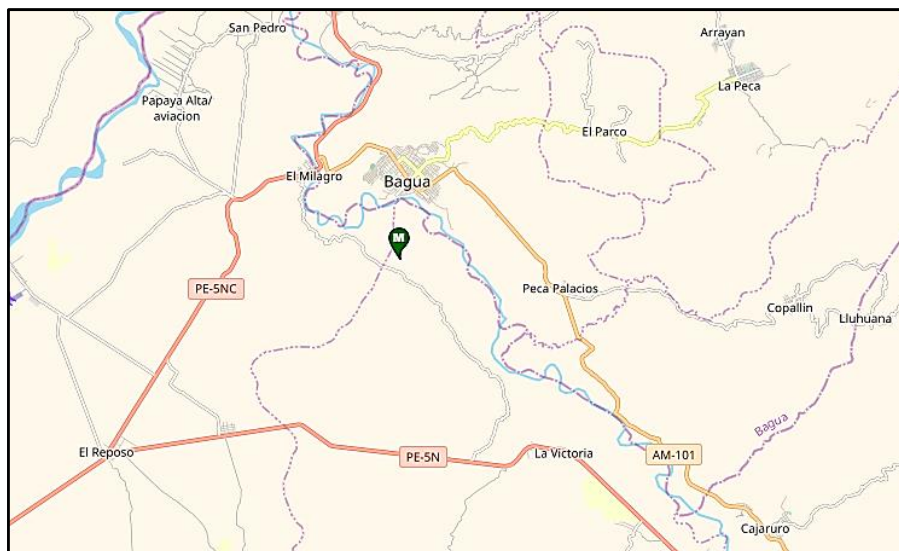 San Pedro
Arrayan
La Peca
Papaya Alta/
aviacion
El Parco
El Milagro
Bagua
M
PE-5NC
Peca Palacios
Copallin
Lluhuana
Bagua
El Reposo
PE-5N
La Victoria
AM-101
Cajaruro